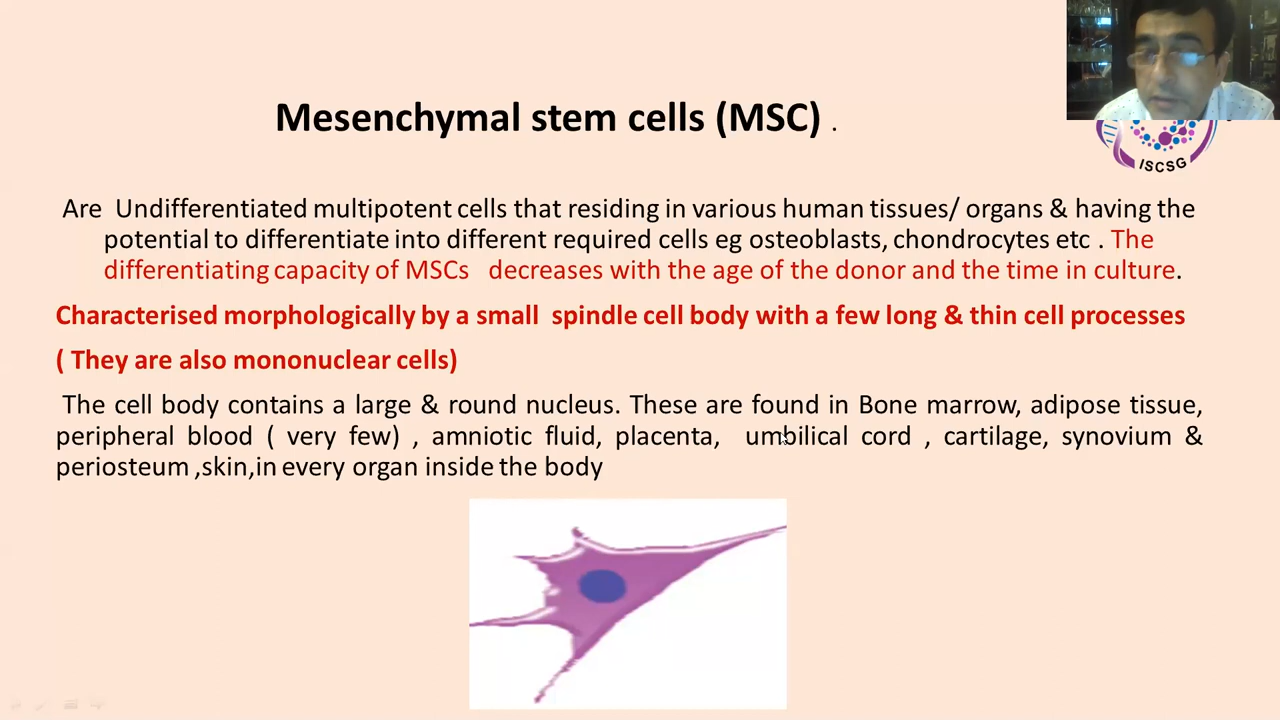 Mesenchymal stem cells (MSC) .
ISCSG
Are Undifferentiated multipotent cells that residing in various human tissues/ organs & having the
potential to differentiate into different required cells eg osteoblasts, chondrocytes etc . The
differentiating capacity of MSCs decreases with the age of the donor and the time in culture.
Characterised morphologically by a small spindle cell body with a few long & thin cell processes
( They are also mononuclear cells)
The cell body contains a large & round nucleus. These are found in Bone marrow, adipose tissue,
peripheral blood ( very few) , amniotic fluid, placenta, umbilical cord , cartilage, synovium &
periosteum ,skin,in every organ inside the body